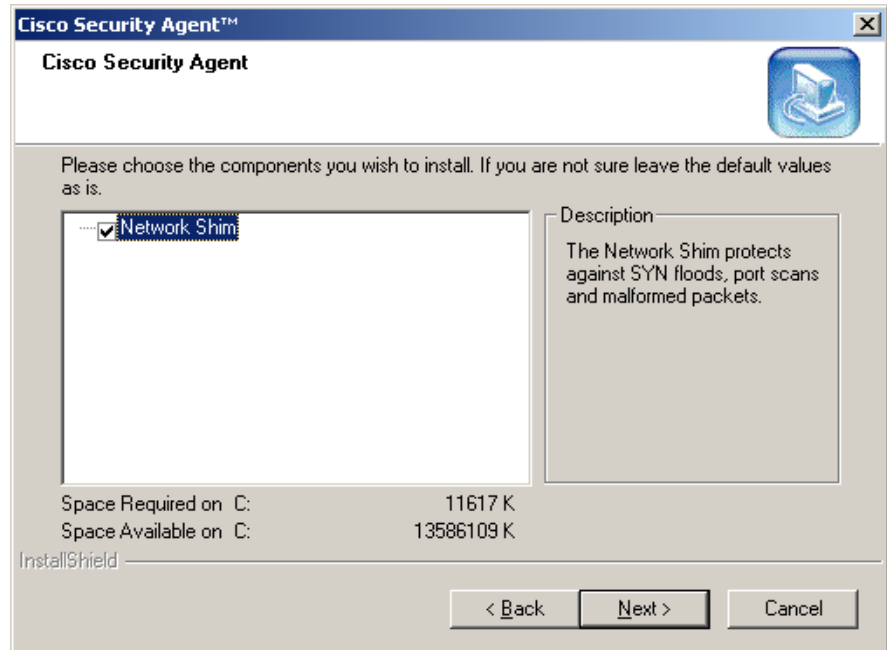 Cisco Security Agent™
Cisco Security Agent
Please choose the components you wish to install. If you are not sure leave the default values
as is.
Network Shim
Description
The Network Shim protects
against SYN floods, port scans
and malformed packets.
Space Required on C: 11617 K
Space Available on C: 13586109 K
InstallShield
< Back Next > Cancel